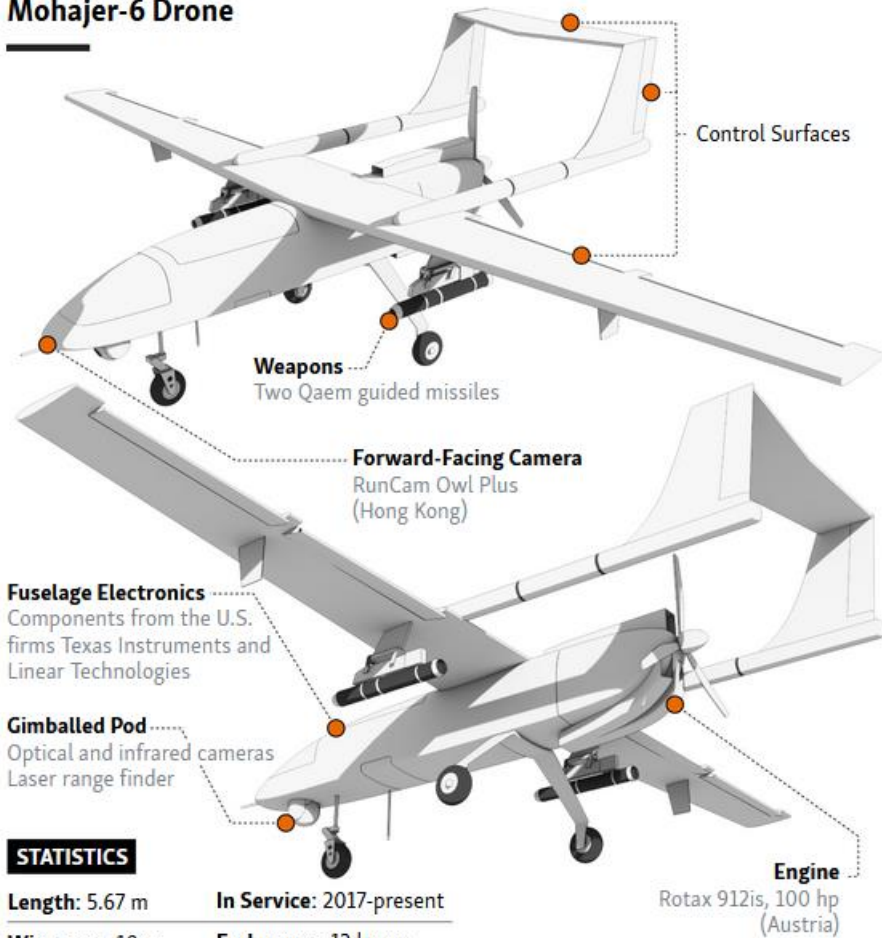 Mohajer-6 Drone
Control Surfaces
Weapons
Two Qaem guided missiles
Forward-Facing Camera
RunCam Owl Plus
(Hong Kong)
Fuselage Electronics
Components from the U.S.
firms Texas Instruments and
Linear Technologies
Gimballed Pod
Optical and infrared cameras
Laser range finder
STATISTICS
Length: 5.67 m
In Service: 2017-present
Engine
Rotax 912is, 100 hp
(Austria)